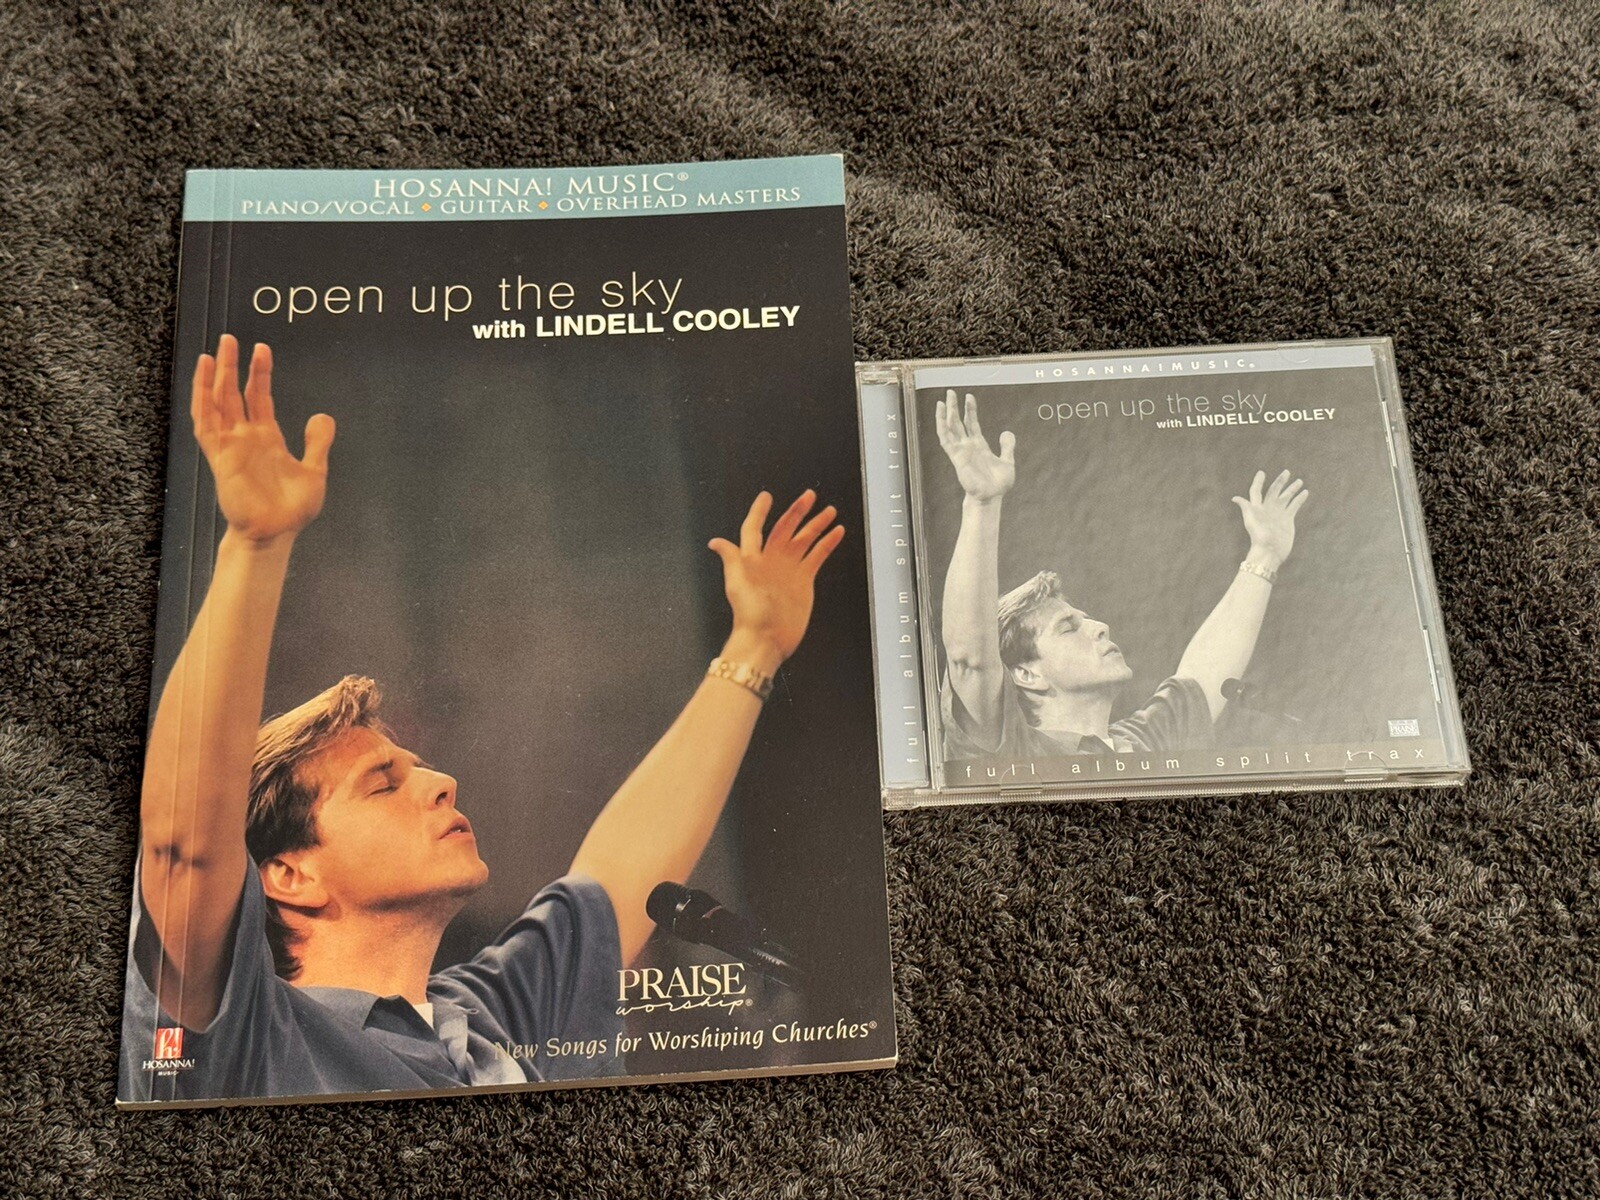 HOSANNA! MUSIC®
PIANO/VOCAL ◆ GUITAR ◆ OVERHEAD MASTERS
open up the sky
with LINDELL COOLEY
PRAISE
worship®
New Songs for Worshiping Churches®
h!
HOSANNA!
MUSIC
HOSANNA!MUSIC®
open up the sky
with LINDELL COOLEY
full album split trax
PRAISE
full album split trax